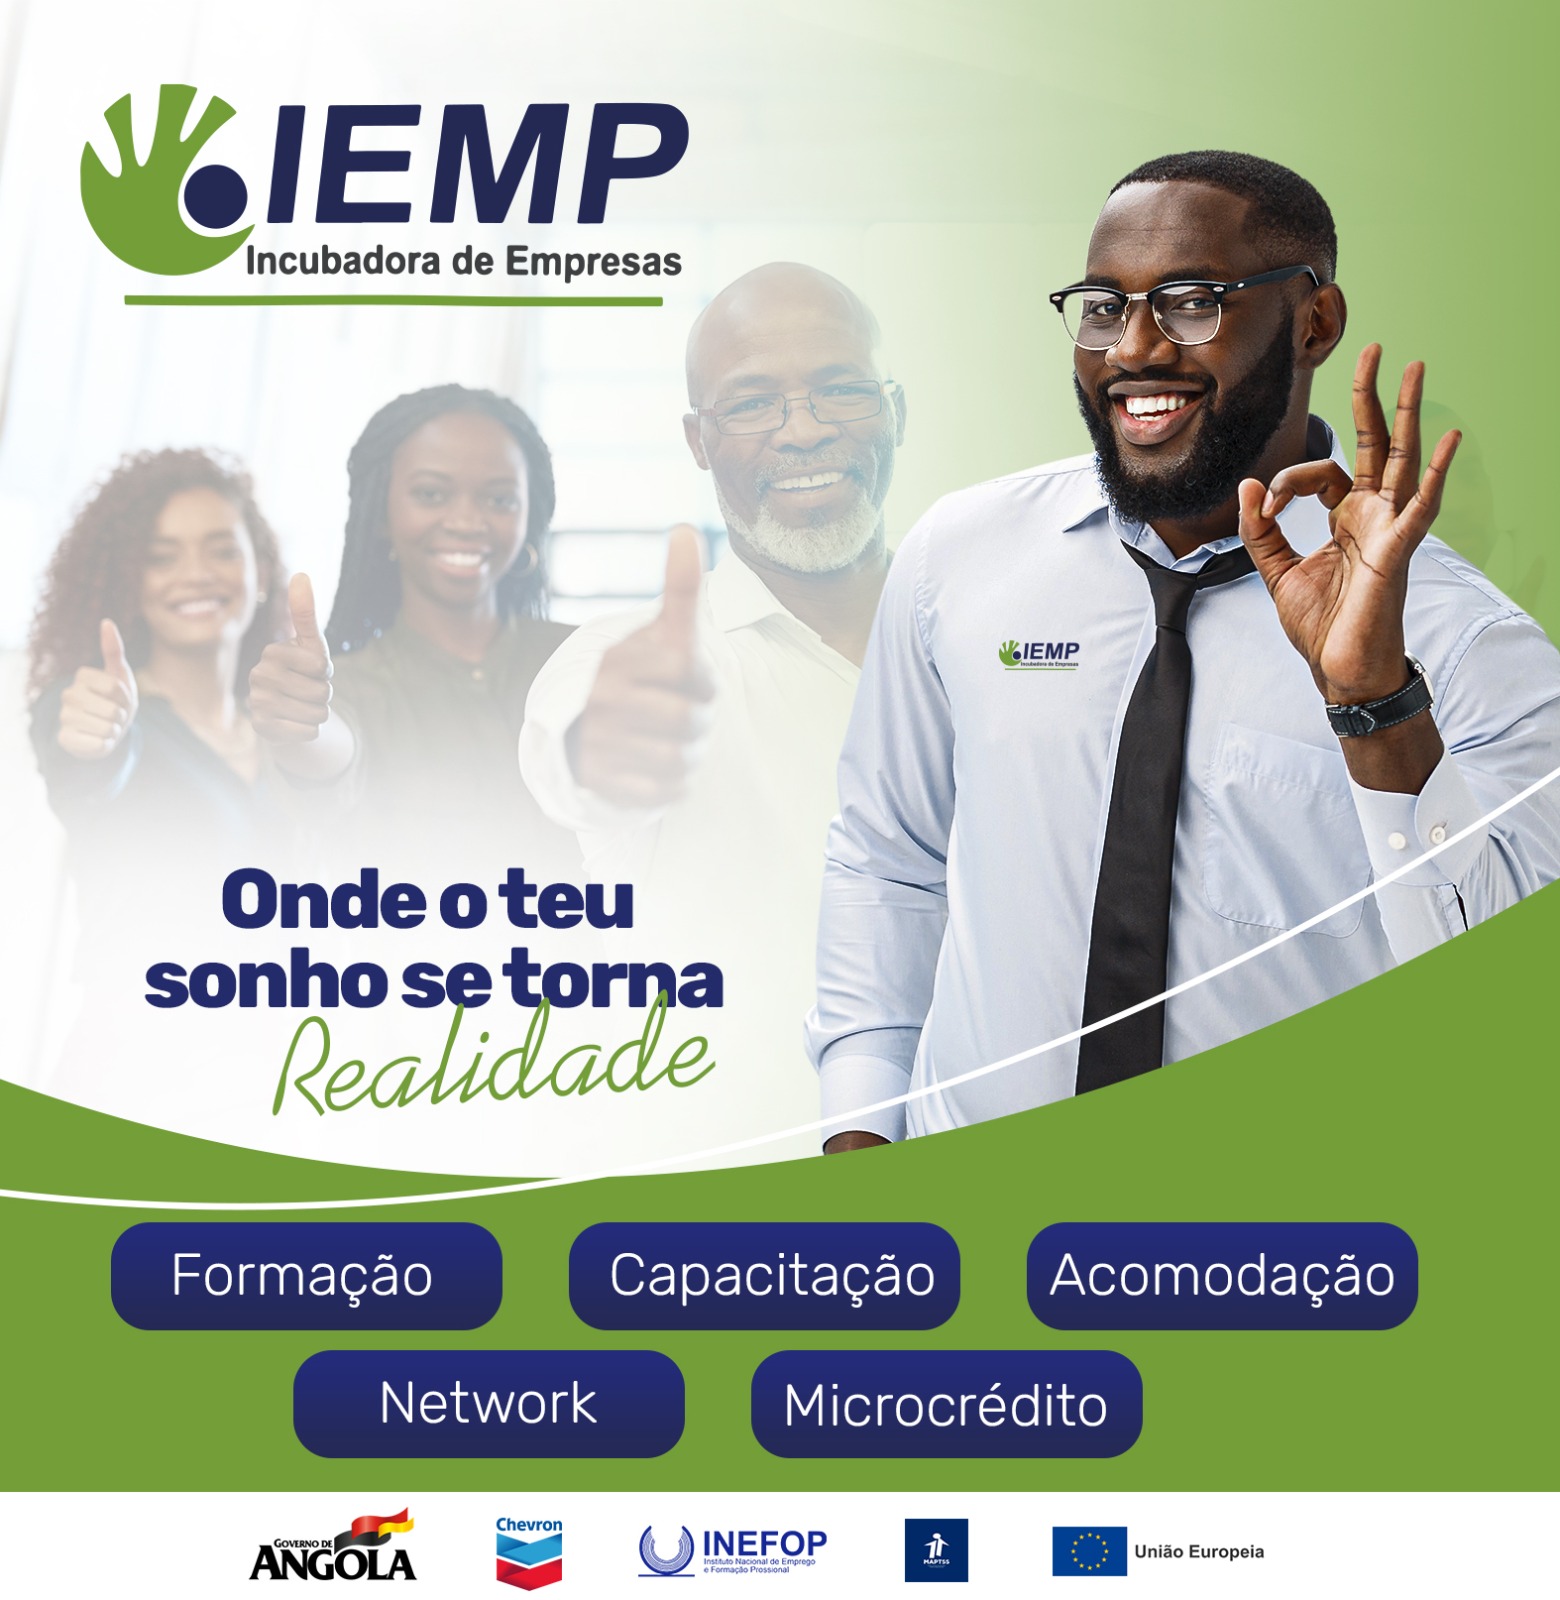 IEMP
Incubadora de Empresas
IEMP
Incubadora de Empresas
Onde o teu
sonho se torna
Realidade
Formação
Capacitação
Acomodação
Network
Microcrédito
GOVERNO DE
ANGOLA
Chevron
INEFOP
Instituto Nacional de Emprego
e Formação Prossional
MAPTSS
União Europeia